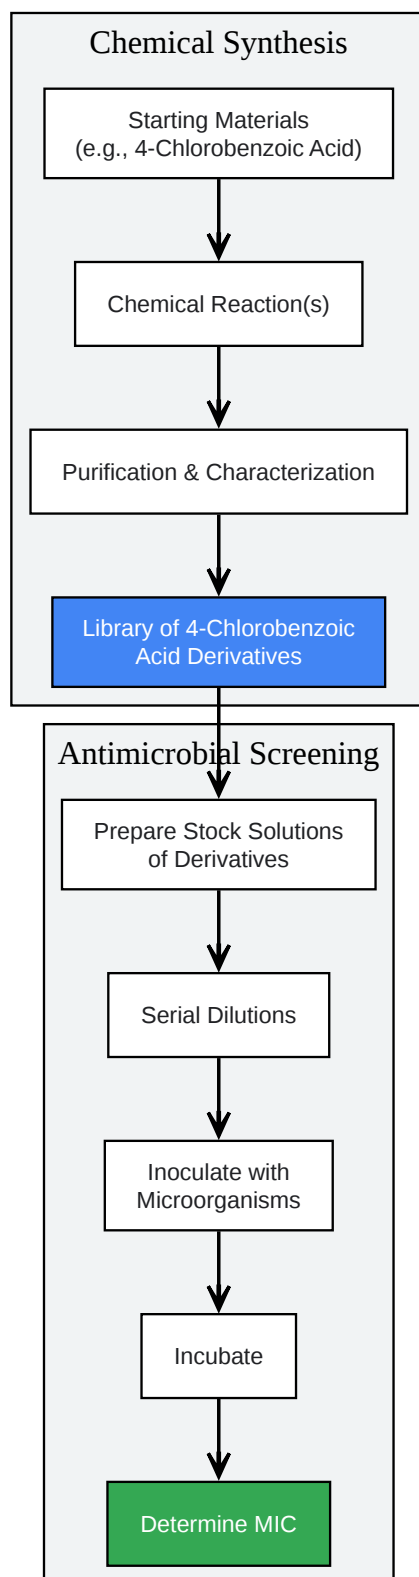 Chemical Synthesis
Starting Materials
(e.g., 4-Chlorobenzoic Acid)
Chemical Reaction(s)
Purification & Characterization
Library of 4-Chlorobenzoic
Acid Derivatives
Antimicrobial Screening
Prepare Stock Solutions
of Derivatives
Serial Dilutions
Inoculate with
Microorganisms
Incubate
Determine MIC